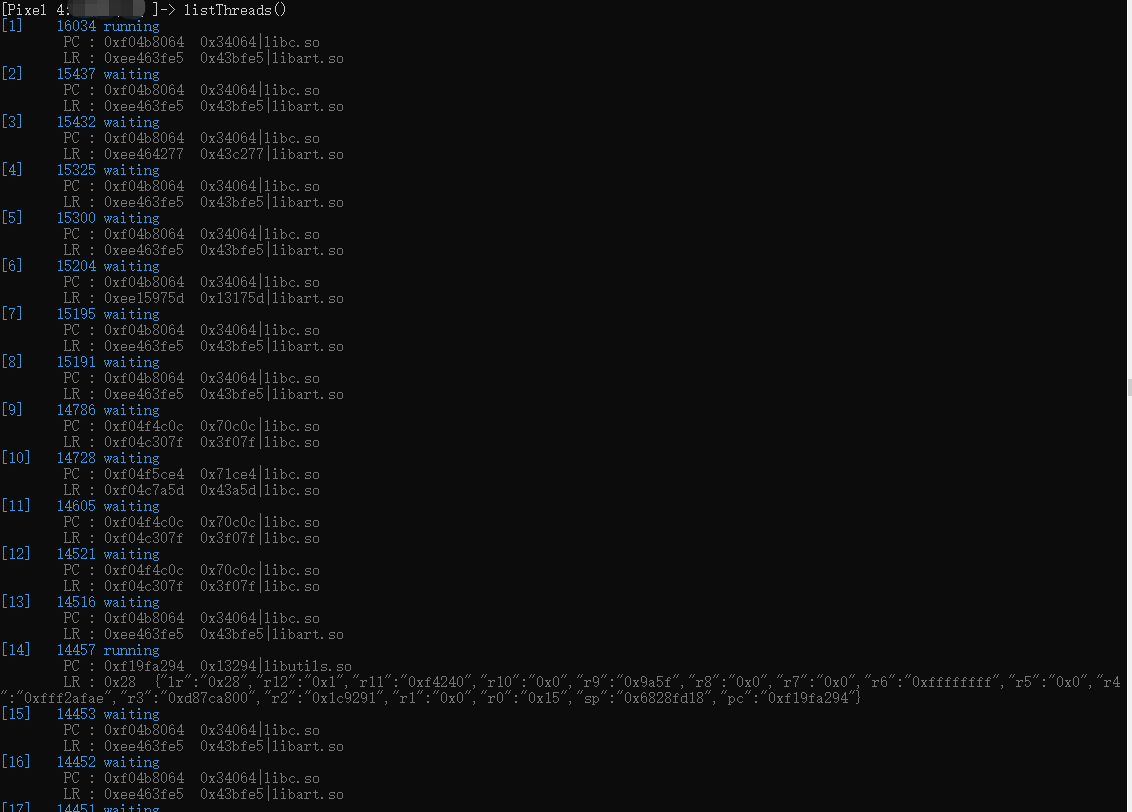 [Pixel 4: ]-> listThreads()
[1] 16034 running
PC : 0xf04b8064 0x34064|libc.so
LR : 0xee463fe5 0x43bfe5|libart.so
[2] 15437 waiting
PC : 0xf04b8064 0x34064|libc.so
LR : 0xee463fe5 0x43bfe5|libart.so
[3] 15432 waiting
PC : 0xf04b8064 0x34064|libc.so
LR : 0xee464277 0x43c277|libart.so
[4] 15325 waiting
PC : 0xf04b8064 0x34064|libc.so
LR : 0xee463fe5 0x43bfe5|libart.so
[5] 15300 waiting
PC : 0xf04b8064 0x34064|libc.so
LR : 0xee463fe5 0x43bfe5|libart.so
[6] 15204 waiting
PC : 0xf04b8064 0x34064|libc.so
LR : 0xee15975d 0x13175d|libart.so
[7] 15195 waiting
PC : 0xf04b8064 0x34064|libc.so
LR : 0xee463fe5 0x43bfe5|libart.so
[8] 15191 waiting
PC : 0xf04b8064 0x34064|libc.so
LR : 0xee463fe5 0x43bfe5|libart.so
[9] 14786 waiting
PC : 0xf04f4c0c 0x70c0c|libc.so
LR : 0xf04c307f 0x3f07f|libc.so
[10] 14728 waiting
PC : 0xf04f5ce4 0x71ce4|libc.so
LR : 0xf04c7a5d 0x43a5d|libc.so
[11] 14605 waiting
PC : 0xf04f4c0c 0x70c0c|libc.so
LR : 0xf04c307f 0x3f07f|libc.so
[12] 14521 waiting
PC : 0xf04f4c0c 0x70c0c|libc.so
LR : 0xf04c307f 0x3f07f|libc.so
[13] 14516 waiting
PC : 0xf04b8064 0x34064|libc.so
LR : 0xee463fe5 0x43bfe5|libart.so
[14] 14457 running
PC : 0xf19fa294 0x13294|libutils.so
LR : 0x28 {"lr":"0x28","r12":"0x1","r11":"0xf4240","r10":"0x0","r9":"0x9a5f","r8":"0x0","r7":"0x0","r6":"0xffffffff","r5":"0x0","r4
":"0xfff2afae","r3":"0xd87ca800","r2":"0x1c9291","r1":"0x0","r0":"0x15","sp":"0x6828fd18","pc":"0xf19fa294"}
[15] 14453 waiting
PC : 0xf04b8064 0x34064|libc.so
LR : 0xee463fe5 0x43bfe5|libart.so
[16] 14452 waiting
PC : 0xf04b8064 0x34064|libc.so
LR : 0xee463fe5 0x43bfe5|libart.so
[17] 14451 waiting